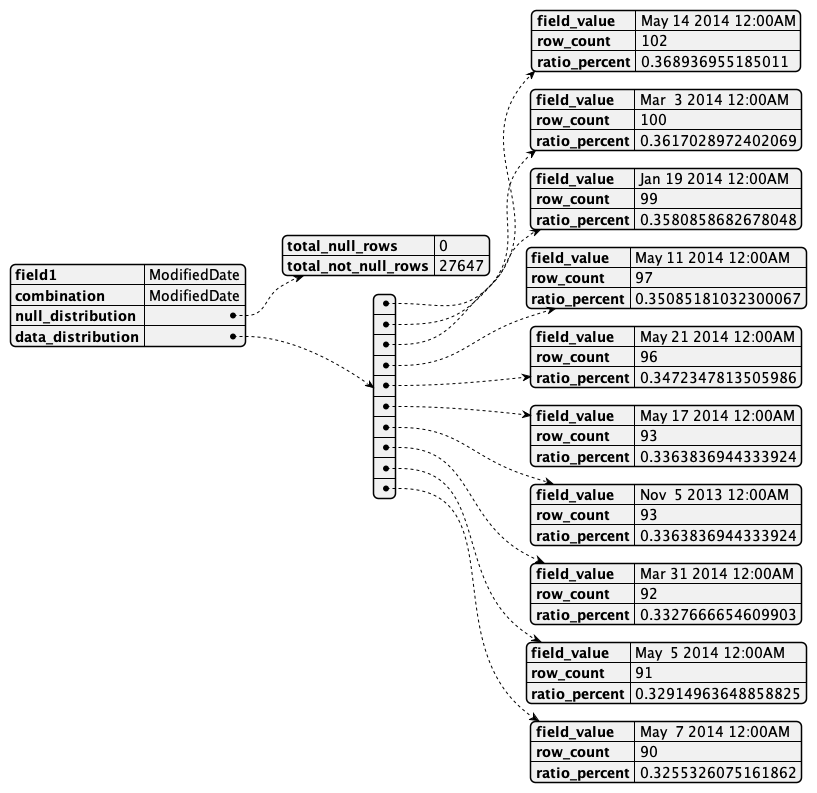 field1 ModifiedDate
combination ModifiedDate
null_distribution
data_distribution
total_null_rows 0
total_not_null_rows 27647
field_value May 14 2014 12:00AM
row_count 102
ratio_percent 0.368936955185011
field_value Mar  3 2014 12:00AM
row_count 100
ratio_percent 0.3617028972402069
field_value Jan 19 2014 12:00AM
row_count 99
ratio_percent 0.3580858682678048
field_value May 11 2014 12:00AM
row_count 97
ratio_percent 0.35085181032300067
field_value May 21 2014 12:00AM
row_count 96
ratio_percent 0.3472347813505986
field_value May 17 2014 12:00AM
row_count 93
ratio_percent 0.3363836944333924
field_value Nov  5 2013 12:00AM
row_count 93
ratio_percent 0.3363836944333924
field_value Mar 31 2014 12:00AM
row_count 92
ratio_percent 0.3327666654609903
field_value May  5 2014 12:00AM
row_count 91
ratio_percent 0.32914963648858825
field_value May  7 2014 12:00AM
row_count 90
ratio_percent 0.3255326075161862